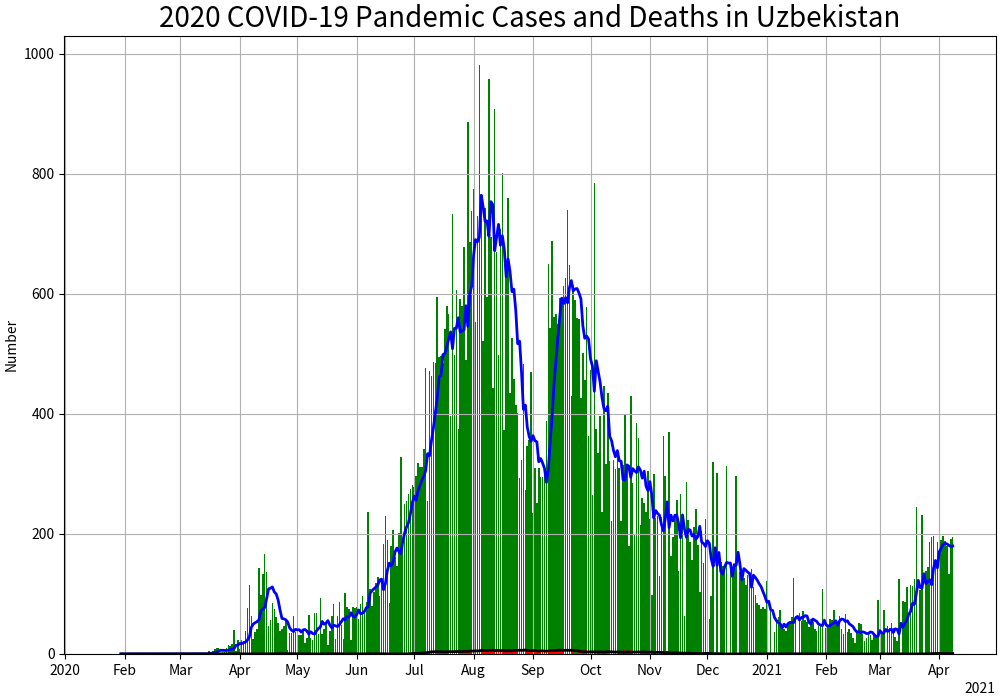 2020 COVID-19 Pandemic Cases and Deaths in Uzbekistan
1000
800
600
400
200
0
Number
2020 Feb Mar Apr May Jun Jul Aug Sep Oct Nov Dec 2021 Feb Mar Apr
2021